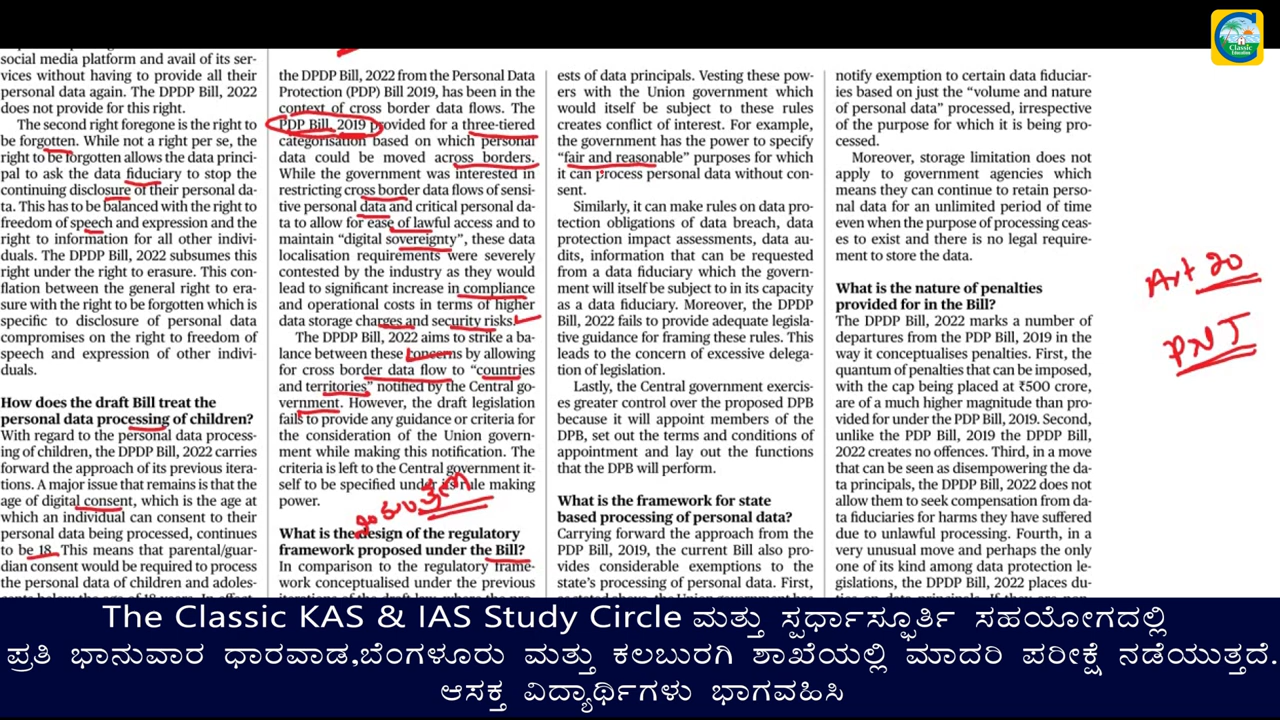 social media platform and avail of its ser-
vices without having to provide all their
personal data again. The DPDP Bill, 2022
does not provide for this right.
The second right foregone is the right to
be forgotten. While not a right per se, the
right to be forgotten allows the data princi-
pal to ask the data fiduciary to stop the
continuing disclosure of their personal da-
ta. This has to be balanced with the right to
freedom of speech and expression and the
right to information for all other indivi-
duals. The DPDP Bill, 2022 subsumes this
right under the right to erasure. This con-
flation between the general right to era-
sure with the right to be forgotten which is
specific to disclosure of personal data
compromises on the right to freedom of
speech and expression of other indivi-
duals.
How does the draft Bill treat the
personal data processing of children?
With regard to the personal data process-
ing of children, the DPDP Bill, 2022 carries
forward the approach of its previous itera-
tions. A major issue that remains is that the
age of digital consent, which is the age at
which an individual can consent to their
personal data being processed, continues
to be 18. This means that parental/guar-
dian consent would be required to process
the personal data of children and adoles-
the DPDP Bill, 2022 from the Personal Data
Protection (PDP) Bill 2019, has been in the
context of cross border data flows. The
PDP Bill, 2019 provided for a three-tiered
categorisation based on which personal
data could be moved across borders.
While the government was interested in
restricting cross border data flows of sensi-
tive personal data and critical personal da-
ta to allow for ease of lawful access and to
maintain “digital sovereignty”, these data
localisation requirements were severely
contested by the industry as they would
lead to significant increase in compliance
and operational costs in terms of higher
data storage charges and security risks.
The DPDP Bill, 2022 aims to strike a ba-
lance between these concerns by allowing
for cross border data flow to “countries
and territories” notified by the Central go-
vernment. However, the draft legislation
fails to provide any guidance or criteria for
the consideration of the Union govern-
ment while making this notification. The
criteria is left to the Central government it-
self to be specified under its rule making
power.
What is the design of the regulatory
framework proposed under the Bill?
In comparison to the regulatory frame-
work conceptualised under the previous
ests of data principals. Vesting these pow-
ers with the Union government which
would itself be subject to these rules
creates conflict of interest. For example,
the government has the power to specify
“fair and reasonable” purposes for which
it can process personal data without con-
sent.
Similarly, it can make rules on data pro-
tection obligations of data breach, data
protection impact assessments, data au-
dits, information that can be requested
from a data fiduciary which the govern-
ment will itself be subject to in its capacity
as a data fiduciary. Moreover, the DPDP
Bill, 2022 fails to provide adequate legisla-
tive guidance for framing these rules. This
leads to the concern of excessive delega-
tion of legislation.
Lastly, the Central government exercis-
es greater control over the proposed DPB
because it will appoint members of the
DPB, set out the terms and conditions of
appointment and lay out the functions
that the DPB will perform.
What is the framework for state
based processing of personal data?
Carrying forward the approach from the
PDP Bill, 2019, the current Bill also pro-
vides considerable exemptions to the
state’s processing of personal data. First,
notify exemption to certain data fiduciar-
ies based on just the “volume and nature
of personal data” processed, irrespective
of the purpose for which it is being pro-
cessed.
Moreover, storage limitation does not
apply to government agencies which
means they can continue to retain perso-
nal data for an unlimited period of time
even when the purpose of processing ceas-
es to exist and there is no legal require-
ment to store the data.
What is the nature of penalties
provided for in the Bill?
The DPDP Bill, 2022 marks a number of
departures from the PDP Bill, 2019 in the
way it conceptualises penalties. First, the
quantum of penalties that can be imposed,
with the cap being placed at ₹500 crore,
are of a much higher magnitude than pro-
vided for under the PDP Bill, 2019. Second,
unlike the PDP Bill, 2019 the DPDP Bill,
2022 creates no offences. Third, in a move
that can be seen as disempowering the da-
ta principals, the DPDP Bill, 2022 does not
allow them to seek compensation from da-
ta fiduciaries for harms they have suffered
due to unlawful processing. Fourth, in a
very unusual move and perhaps the only
one of its kind among data protection le-
gislations, the DPDP Bill, 2022 places du-
Art 20
PNJ
Classic
Education
The Classic KAS & IAS Study Circle ಮತ್ತು ಸ್ಪರ್ಧಾಸ್ಫೂರ್ತಿ ಸಹಯೋಗದಲ್ಲಿ
ಪ್ರತಿ ಭಾನುವಾರ ಧಾರವಾಡ,ಬೆಂಗಳೂರು ಮತ್ತು ಕಲಬುರಗಿ ಶಾಖೆಯಲ್ಲಿ ಮಾದರಿ ಪರೀಕ್ಷೆ ನಡೆಯುತ್ತದೆ.
ಆಸಕ್ತ ವಿದ್ಯಾರ್ಥಿಗಳು ಭಾಗವಹಿಸಿ